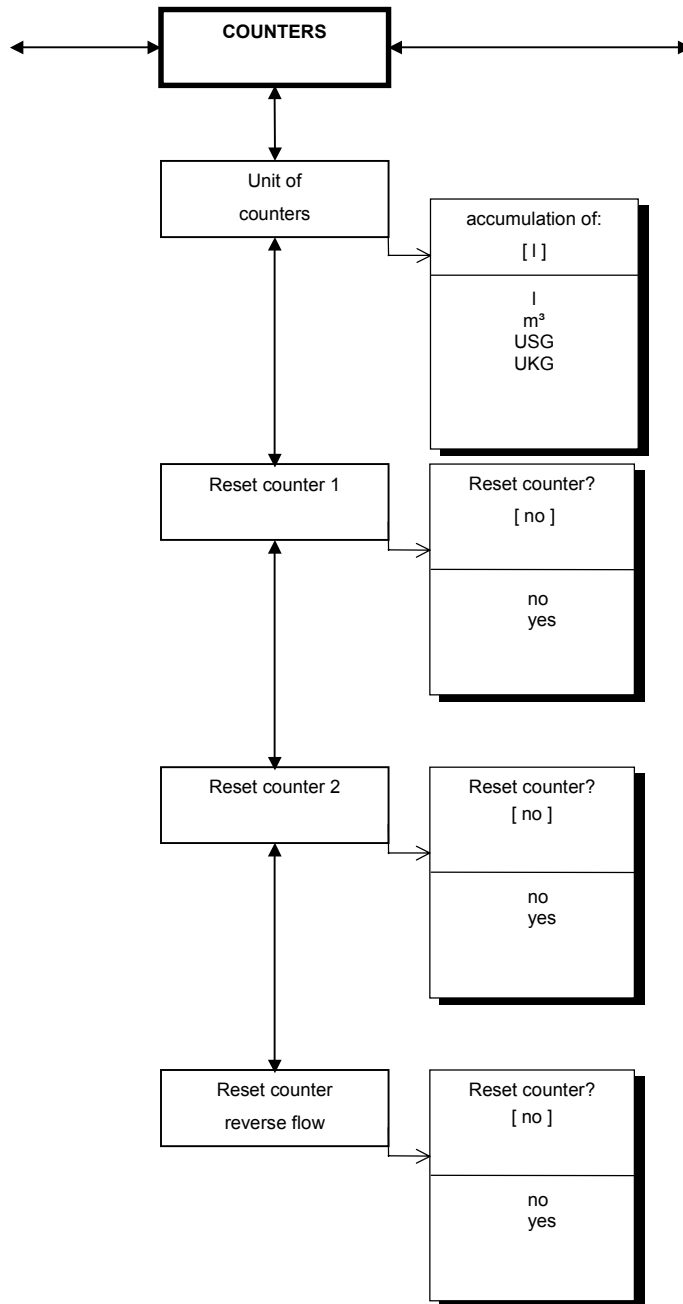 COUNTERS
Unit of
counters
accumulation of:
[ l ]
l
m³
USG
UKG
Reset counter 1
Reset counter?
[ no ]
no
yes
Reset counter 2
Reset counter?
[ no ]
no
yes
Reset counter
reverse flow
Reset counter?
[ no ]
no
yes